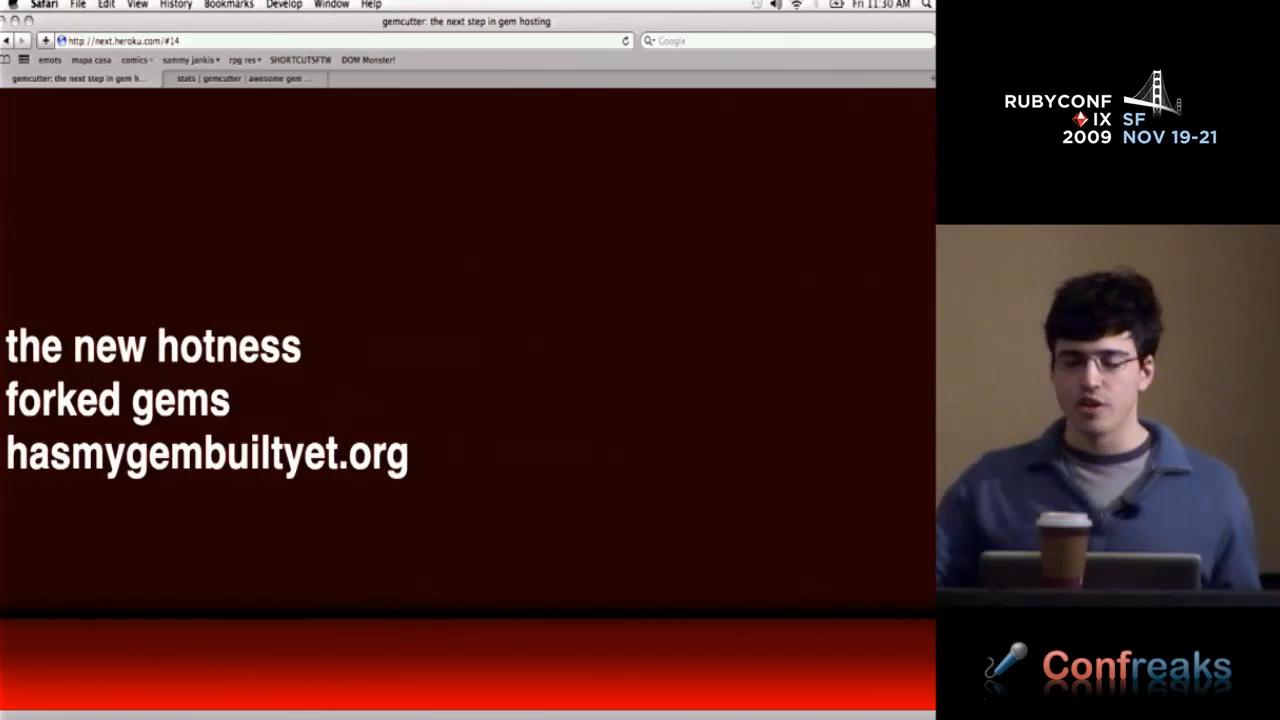 Safari File Edit View History Bookmarks Develop Window Help Fri 11:30 AM
gemcutter: the next step in gem hosting
http://next.heroku.com/#14
Google
emots mapa casa comics sammy jankis rpg res SHORTCUTSFTW DOM Monster!
gemcutter: the next step in gem h... stats | gemcutter | awesome gem ...
the new hotness
forked gems
hasmygembuiltyet.org
RUBYCONF
IX SF
2009 NOV 19-21
Confreaks